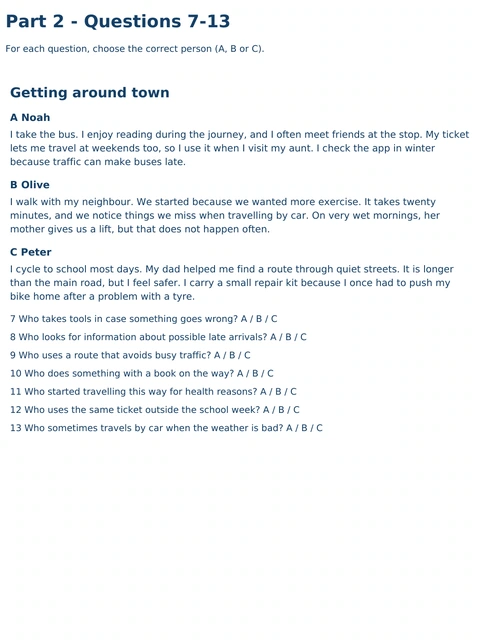 Part 2 - Questions 7-13
For each question, choose the correct person (A, B or C).
Getting around town
A Noah
I take the bus. I enjoy reading during the journey, and I often meet friends at the stop. My ticket
lets me travel at weekends too, so I use it when I visit my aunt. I check the app in winter
because traffic can make buses late.
B Olive
I walk with my neighbour. We started because we wanted more exercise. It takes twenty
minutes, and we notice things we miss when travelling by car. On very wet mornings, her
mother gives us a lift, but that does not happen often.
C Peter
I cycle to school most days. My dad helped me find a route through quiet streets. It is longer
than the main road, but I feel safer. I carry a small repair kit because I once had to push my
bike home after a problem with a tyre.
7 Who takes tools in case something goes wrong? A / B / C
8 Who looks for information about possible late arrivals? A / B / C
9 Who uses a route that avoids busy traffic? A / B / C
10 Who does something with a book on the way? A / B / C
11 Who started travelling this way for health reasons? A / B / C
12 Who uses the same ticket outside the school week? A / B / C
13 Who sometimes travels by car when the weather is bad? A / B / C